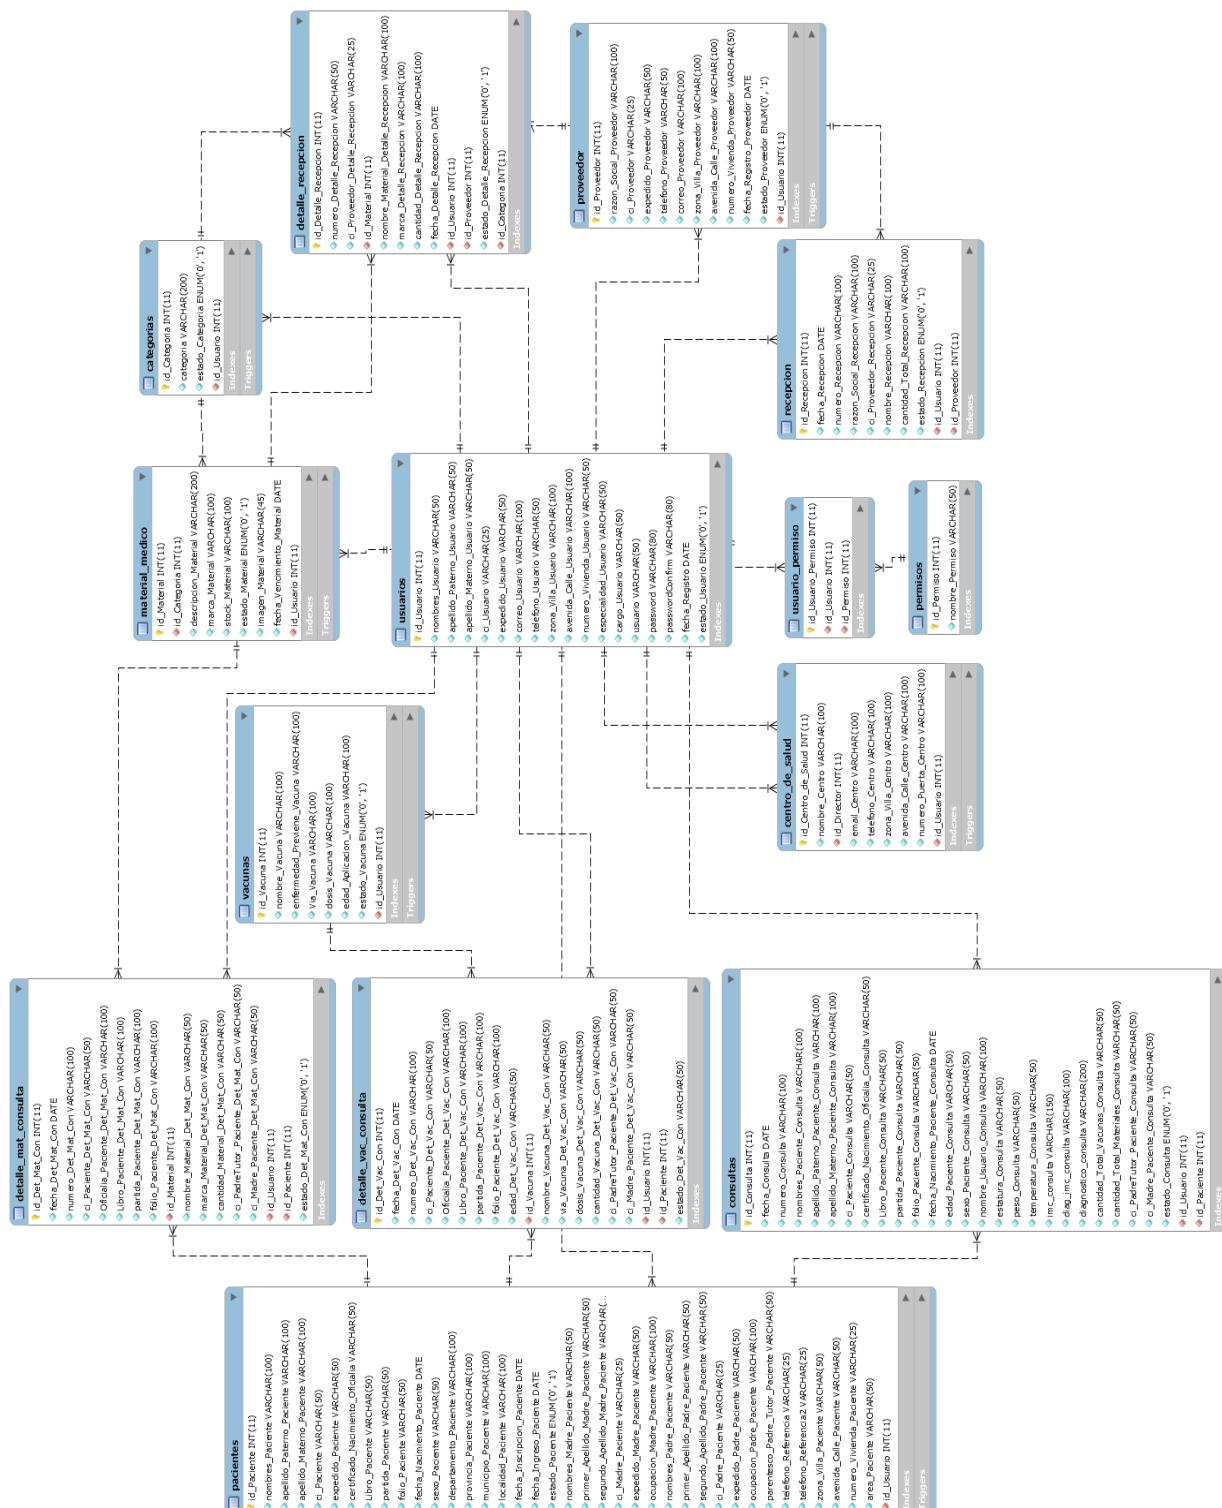 pacientes
id_Paciente INT(11)
nombres_Paciente VARCHAR(100)
apellido_Paterno_Paciente VARCHAR(100)
apellido_Materno_Paciente VARCHAR(100)
ci_Paciente VARCHAR(50)
expedido_Paciente VARCHAR(50)
certificado_Nacimiento_Oficialia VARCHAR(50)
Libro_Paciente VARCHAR(50)
partida_Paciente VARCHAR(50)
folio_Paciente VARCHAR(50)
fecha_Nacimiento_Paciente DATE
sexo_Paciente VARCHAR(50)
departamento_Paciente VARCHAR(100)
provincia_Paciente VARCHAR(100)
municipio_Paciente VARCHAR(100)
localidad_Paciente VARCHAR(100)
fecha_Inscripcion_Paciente DATE
fecha_Ingreso_Paciente DATE
estado_Paciente ENUM('0', '1')
nombres_Madre_Paciente VARCHAR(50)
primer_Apellido_Madre_Paciente VARCHAR(50)
segundo_Apellido_Madre_Paciente VARCHAR(...
ci_Madre_Paciente VARCHAR(25)
expedido_Madre_Paciente VARCHAR(50)
ocupacion_Madre_Paciente VARCHAR(100)
nombres_Padre_Paciente VARCHAR(50)
primer_Apellido_Padre_Paciente VARCHAR(50)
segundo_Apellido_Padre_Paciente VARCHAR(50)
ci_Padre_Paciente VARCHAR(25)
expedido_Padre_Paciente VARCHAR(50)
ocupacion_Padre_Paciente VARCHAR(100)
parentesco_Padre_Tutor_Paciente VARCHAR(50)
telefono_Referencia VARCHAR(25)
telefono_Referencia2 VARCHAR(25)
zona_Villa_Paciente VARCHAR(50)
avenida_Calle_Paciente VARCHAR(50)
numero_Vivienda_Paciente VARCHAR(25)
area_Paciente VARCHAR(50)
id_Usuario INT(11)
Indexes
Triggers
detalle_mat_consulta
id_Det_Mat_Con INT(11)
fecha_Det_Mat_Con DATE
numero_Det_Mat_Con VARCHAR(100)
ci_Paciente_Det_Mat_Con VARCHAR(50)
Oficialia_Paciente_Det_Mat_Con VARCHAR(100)
Libro_Paciente_Det_Mat_Con VARCHAR(100)
partida_Paciente_Det_Mat_Con VARCHAR(100)
folio_Paciente_Det_Mat_Con VARCHAR(100)
id_Material INT(11)
nombre_Material_Det_Mat_Con VARCHAR(50)
marca_Material_Det_Mat_Con VARCHAR(50)
cantidad_Material_Det_Mat_Con VARCHAR(50)
ci_PadreTutor_Paciente_Det_Mat_Con VARCHAR(50)
ci_Madre_Paciente_Det_Mat_Con VARCHAR(50)
id_Usuario INT(11)
id_Paciente INT(11)
estado_Det_Mat_Con ENUM('0', '1')
Indexes
detalle_vac_consulta
id_Det_Vac_Con INT(11)
fecha_Det_Vac_Con DATE
numero_Det_Vac_Con VARCHAR(100)
ci_Paciente_Det_Vac_Con VARCHAR(50)
Oficialia_Paciente_Det_Vac_Con VARCHAR(100)
Libro_Paciente_Det_Vac_Con VARCHAR(100)
partida_Paciente_Det_Vac_Con VARCHAR(100)
folio_Paciente_Det_Vac_Con VARCHAR(100)
edad_Det_Vac_Con VARCHAR(50)
id_Vacuna INT(11)
nombre_Vacuna_Det_Vac_Con VARCHAR(50)
via_Vacuna_Det_Vac_Con VARCHAR(50)
dosis_Vacuna_Det_Vac_Con VARCHAR(50)
cantidad_Vacuna_Det_Vac_Con VARCHAR(50)
ci_PadreTutor_Paciente_Det_Vac_Con VARCHAR(50)
ci_Madre_Paciente_Det_Vac_Con VARCHAR(50)
id_Usuario INT(11)
id_Paciente INT(11)
estado_Det_Vac_Con VARCHAR(50)
Indexes
consultas
id_Consulta INT(11)
fecha_Consulta DATE
numero_Consulta VARCHAR(100)
nombres_Paciente_Consulta VARCHAR(100)
apellido_Paterno_Paciente_Consulta VARCHAR(100)
apellido_Materno_Paciente_Consulta VARCHAR(100)
ci_Paciente_Consulta VARCHAR(50)
certificado_Nacimiento_Oficialia_Consulta VARCHAR(50)
Libro_Paciente_Consulta VARCHAR(50)
partida_Paciente_Consulta VARCHAR(50)
folio_Paciente_Consulta VARCHAR(50)
fecha_Nacimiento_Paciente_Consulta DATE
edad_Paciente_Consulta VARCHAR(50)
sexo_Paciente_Consulta VARCHAR(50)
nombre_Usuario_Consulta VARCHAR(100)
estatura_Consulta VARCHAR(50)
peso_Consulta VARCHAR(50)
temperatura_Consulta VARCHAR(50)
imc_consulta VARCHAR(150)
diag_imc_consulta VARCHAR(100)
diagnostico_consulta VARCHAR(200)
cantidad_Total_Vacunas_Consulta VARCHAR(50)
cantidad_Total_Materiales_Consulta VARCHAR(50)
ci_PadreTutor_Paciente_Consulta VARCHAR(50)
ci_Madre_Paciente_Consulta VARCHAR(50)
estado_Consulta ENUM('0', '1')
id_Usuario INT(11)
id_Paciente INT(11)
Indexes
vacunas
id_Vacuna INT(11)
nombre_Vacuna VARCHAR(100)
enfermedad_Previene_Vacuna VARCHAR(100)
Via_Vacuna VARCHAR(100)
dosis_Vacuna VARCHAR(100)
edad_Aplicacion_Vacuna VARCHAR(100)
estado_Vacuna ENUM('0', '1')
id_Usuario INT(11)
Indexes
Triggers
centro_de_salud
id_Centro_de_Salud INT(11)
nombre_Centro VARCHAR(100)
id_Director INT(11)
email_Centro VARCHAR(100)
telefono_Centro VARCHAR(100)
zona_Villa_Centro VARCHAR(100)
avenida_Calle_Centro VARCHAR(100)
numero_Puerta_Centro VARCHAR(100)
id_Usuario INT(11)
Indexes
Triggers
material_medico
id_Material INT(11)
id_Categoria INT(11)
descripcion_Material VARCHAR(200)
marca_Material VARCHAR(100)
stock_Material VARCHAR(100)
estado_Material ENUM('0', '1')
imagen_Material VARCHAR(45)
fecha_Vencimiento_Material DATE
id_Usuario INT(11)
Indexes
Triggers
usuarios
id_Usuario INT(11)
nombres_Usuario VARCHAR(50)
apellido_Paterno_Usuario VARCHAR(50)
apellido_Materno_Usuario VARCHAR(50)
ci_Usuario VARCHAR(25)
expedido_Usuario VARCHAR(50)
correo_Usuario VARCHAR(100)
telefono_Usuario VARCHAR(50)
zona_Villa_Usuario VARCHAR(100)
avenida_Calle_Usuario VARCHAR(100)
numero_Vivienda_Usuario VARCHAR(50)
especialidad_Usuario VARCHAR(50)
cargo_Usuario VARCHAR(50)
usuario VARCHAR(50)
password VARCHAR(80)
passwordConfirm VARCHAR(80)
fecha_Registro DATE
estado_Usuario ENUM('0', '1')
Indexes
usuario_permiso
id_Usuario_Permiso INT(11)
id_Usuario INT(11)
id_Permiso INT(11)
Indexes
permisos
id_Permiso INT(11)
nombre_Permiso VARCHAR(50)
Indexes
categorias
id_Categoria INT(11)
categoria VARCHAR(200)
estado_Categoria ENUM('0', '1')
id_Usuario INT(11)
Indexes
Triggers
detalle_recepcion
id_Detalle_Recepcion INT(11)
numero_Detalle_Recepcion VARCHAR(50)
ci_Proveedor_Detalle_Recepcion VARCHAR(25)
id_Material INT(11)
nombre_Material_Detalle_Recepcion VARCHAR(100)
marca_Detalle_Recepcion VARCHAR(100)
cantidad_Detalle_Recepcion VARCHAR(100)
fecha_Detalle_Recepcion DATE
id_Usuario INT(11)
id_Proveedor INT(11)
estado_Detalle_Recepcion ENUM('0', '1')
id_Categoria INT(11)
Indexes
proveedor
id_Proveedor INT(11)
razon_Social_Proveedor VARCHAR(100)
ci_Proveedor VARCHAR(25)
expedido_Proveedor VARCHAR(50)
telefono_Proveedor VARCHAR(50)
correo_Proveedor VARCHAR(100)
zona_Villa_Proveedor VARCHAR(100)
avenida_Calle_Proveedor VARCHAR(100)
numero_Vivienda_Proveedor VARCHAR(50)
fecha_Registro_Proveedor DATE
estado_Proveedor ENUM('0', '1')
id_Usuario INT(11)
Indexes
Triggers
recepcion
id_Recepcion INT(11)
fecha_Recepcion DATE
numero_Recepcion VARCHAR(100)
razon_Social_Recepcion VARCHAR(100)
ci_Proveedor_Recepcion VARCHAR(25)
nombre_Recepcion VARCHAR(100)
cantidad_Total_Recepcion VARCHAR(100)
estado_Recepcion ENUM('0', '1')
id_Usuario INT(11)
id_Proveedor INT(11)
Indexes